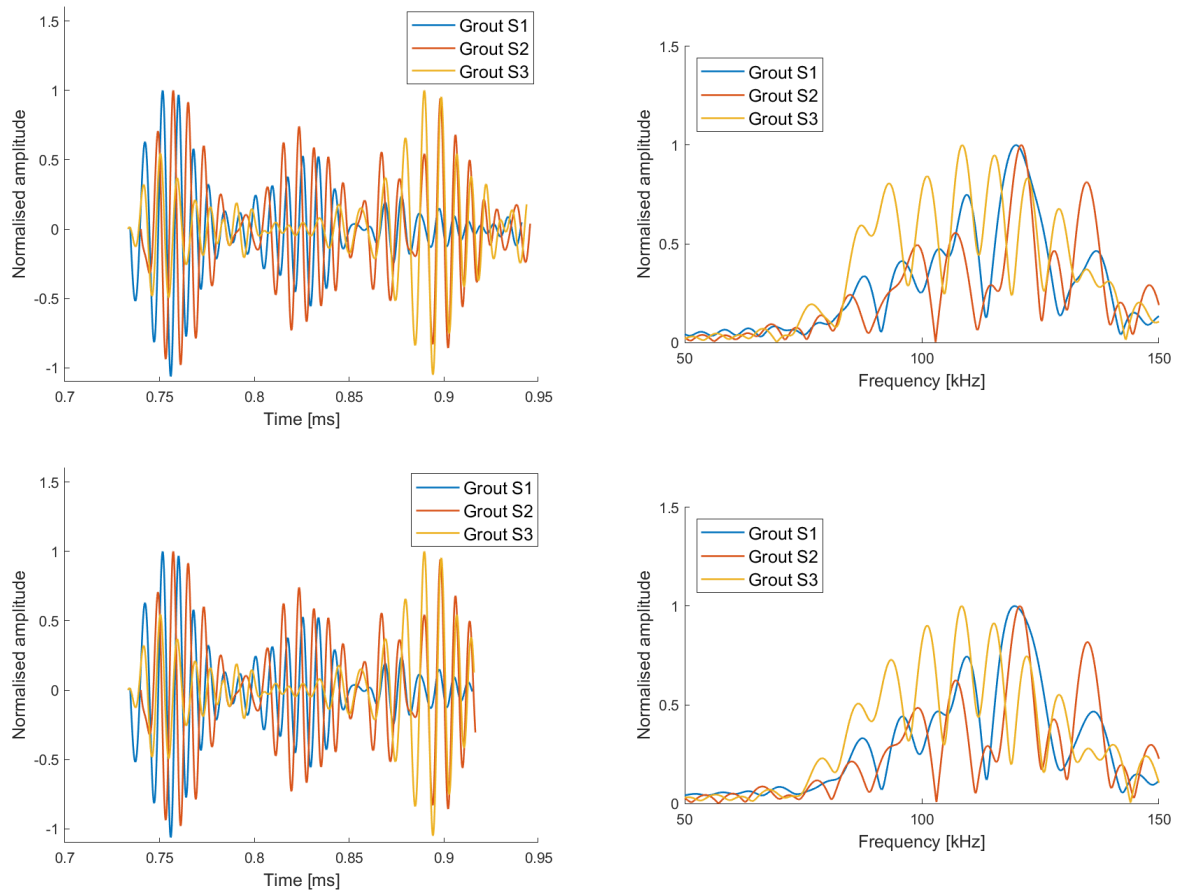 1.5
1
0.5
0
-0.5
-1
Normalised amplitude
Grout S1
Grout S2
Grout S3
0.7
0.75
0.8
0.85
0.9
0.95
Time [ms]
1.5
1
0.5
0
Normalised amplitude
Grout S1
Grout S2
Grout S3
50
100
150
Frequency [kHz]
1.5
1
0.5
0
-0.5
-1
Normalised amplitude
Grout S1
Grout S2
Grout S3
0.7
0.75
0.8
0.85
0.9
0.95
Time [ms]
1.5
1
0.5
0
Normalised amplitude
Grout S1
Grout S2
Grout S3
50
100
150
Frequency [kHz]